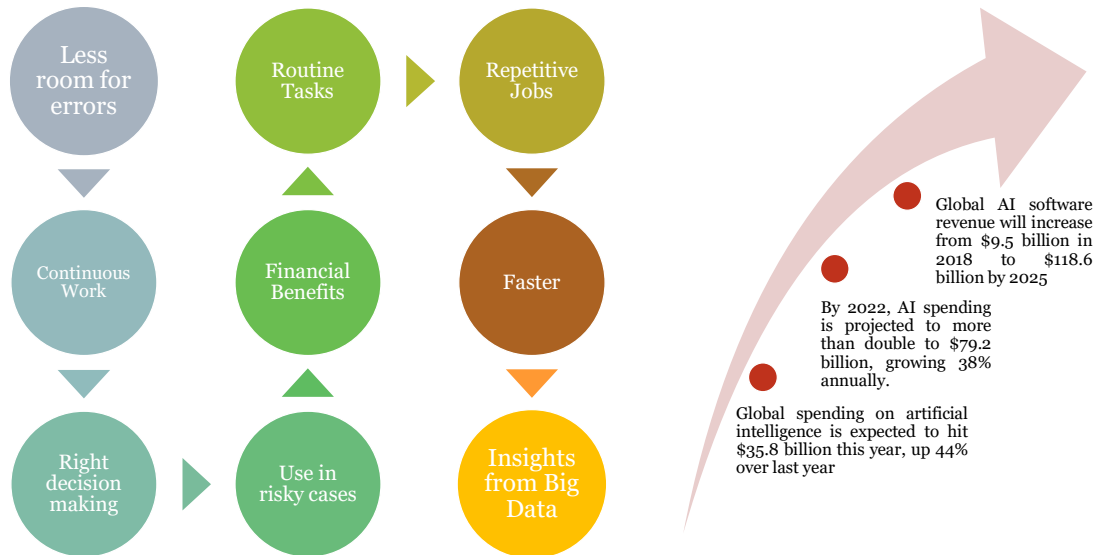 Less
room for
errors
Continuous
Work
Right
decision
making
Use in
risky cases
Financial
Benefits
Routine
Tasks
Repetitive
Jobs
Faster
Insights
from Big
Data
Global AI software
revenue will increase
from $9.5 billion in
2018 to $118.6
billion by 2025
By 2022, AI spending
is projected to more
than double to $79.2
billion, growing 38%
annually.
Global spending on artificial
intelligence is expected to hit
$35.8 billion this year, up 44%
over last year